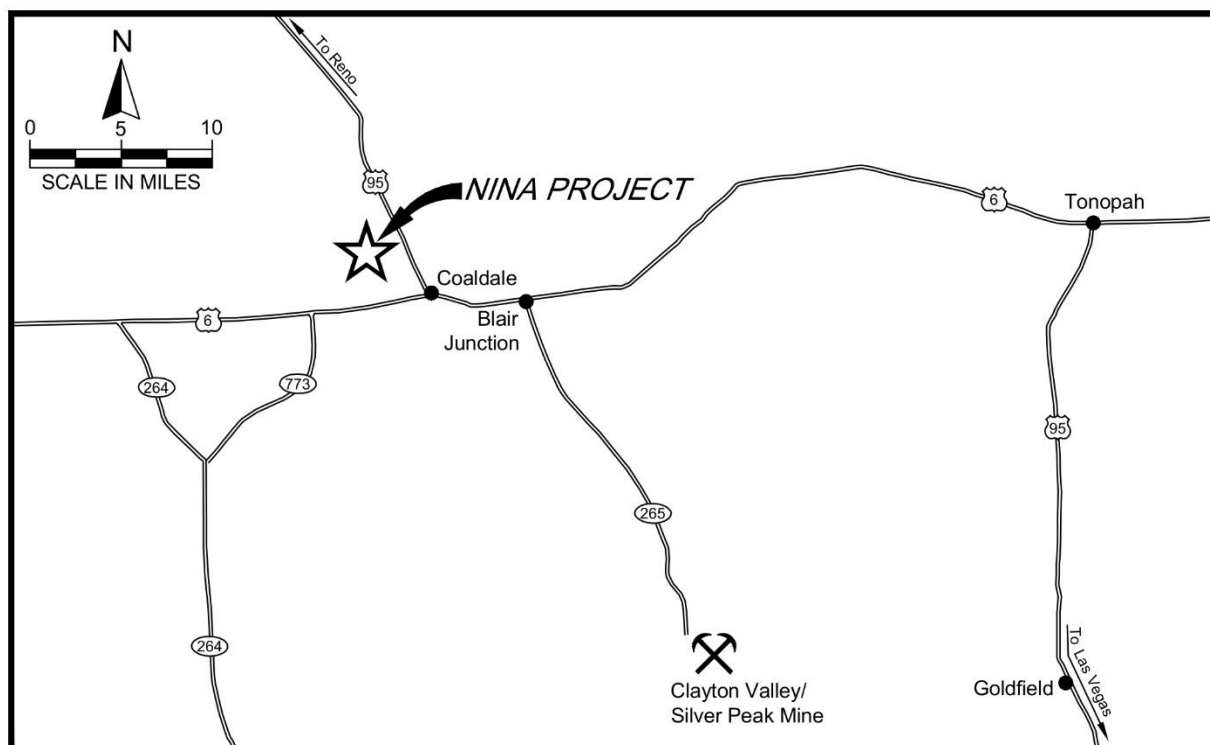 N
To Reno
0 5 10
SCALE IN MILES
95
NINA PROJECT
6
Tonopah
Coaldale
6
Blair
Junction
264
773
95
265
264
To Las Vegas
Clayton Valley/
Silver Peak Mine
Goldfield